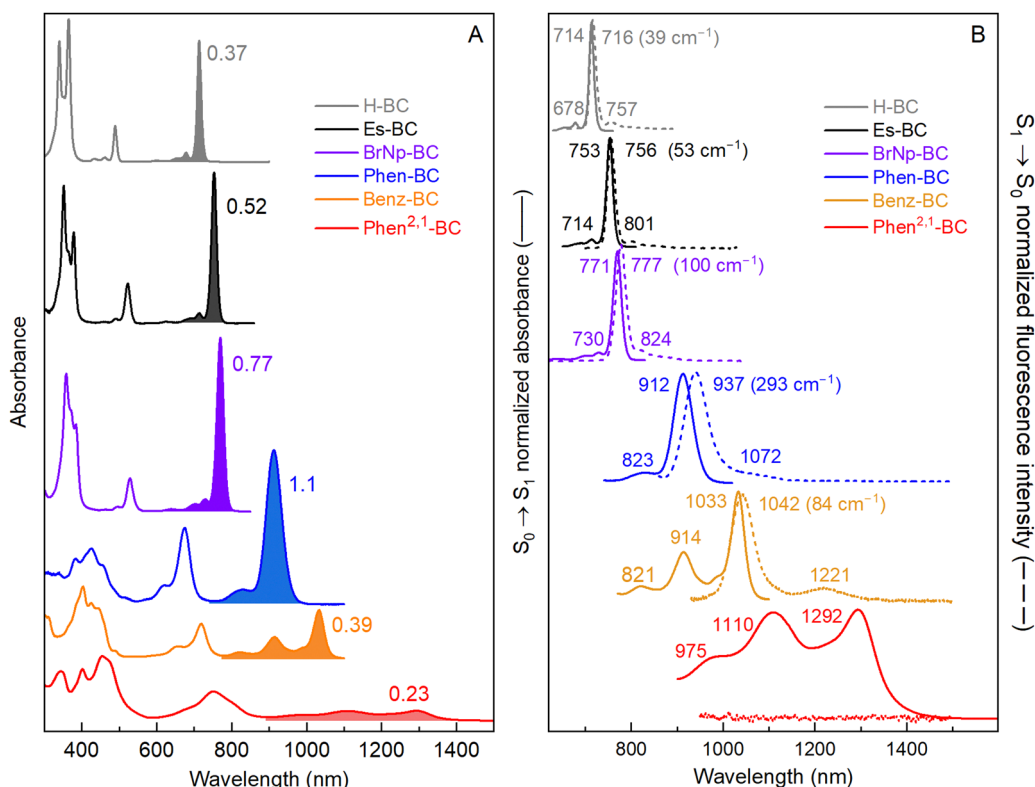 A
0.37
H-BC
Es-BC
BrNp-BC
Phen-BC
Benz-BC
Phen2,1-BC
0.52
0.77
1.1
0.39
0.23
Absorbance
400 600 800 1000 1200 1400
Wavelength (nm)
B
714 716 (39 cm−1)
678 757
H-BC
Es-BC
BrNp-BC
Phen-BC
Benz-BC
Phen2,1-BC
753 756 (53 cm−1)
714 801
771 777 (100 cm−1)
730 824
912 937 (293 cm−1)
823 1072
1033 1042 (84 cm−1)
914
821 1221
1110 1292
975
S0 → S1 normalized absorbance (——)
S1 → S0 normalized fluorescence intensity (— — —)
800 1000 1200 1400
Wavelength (nm)